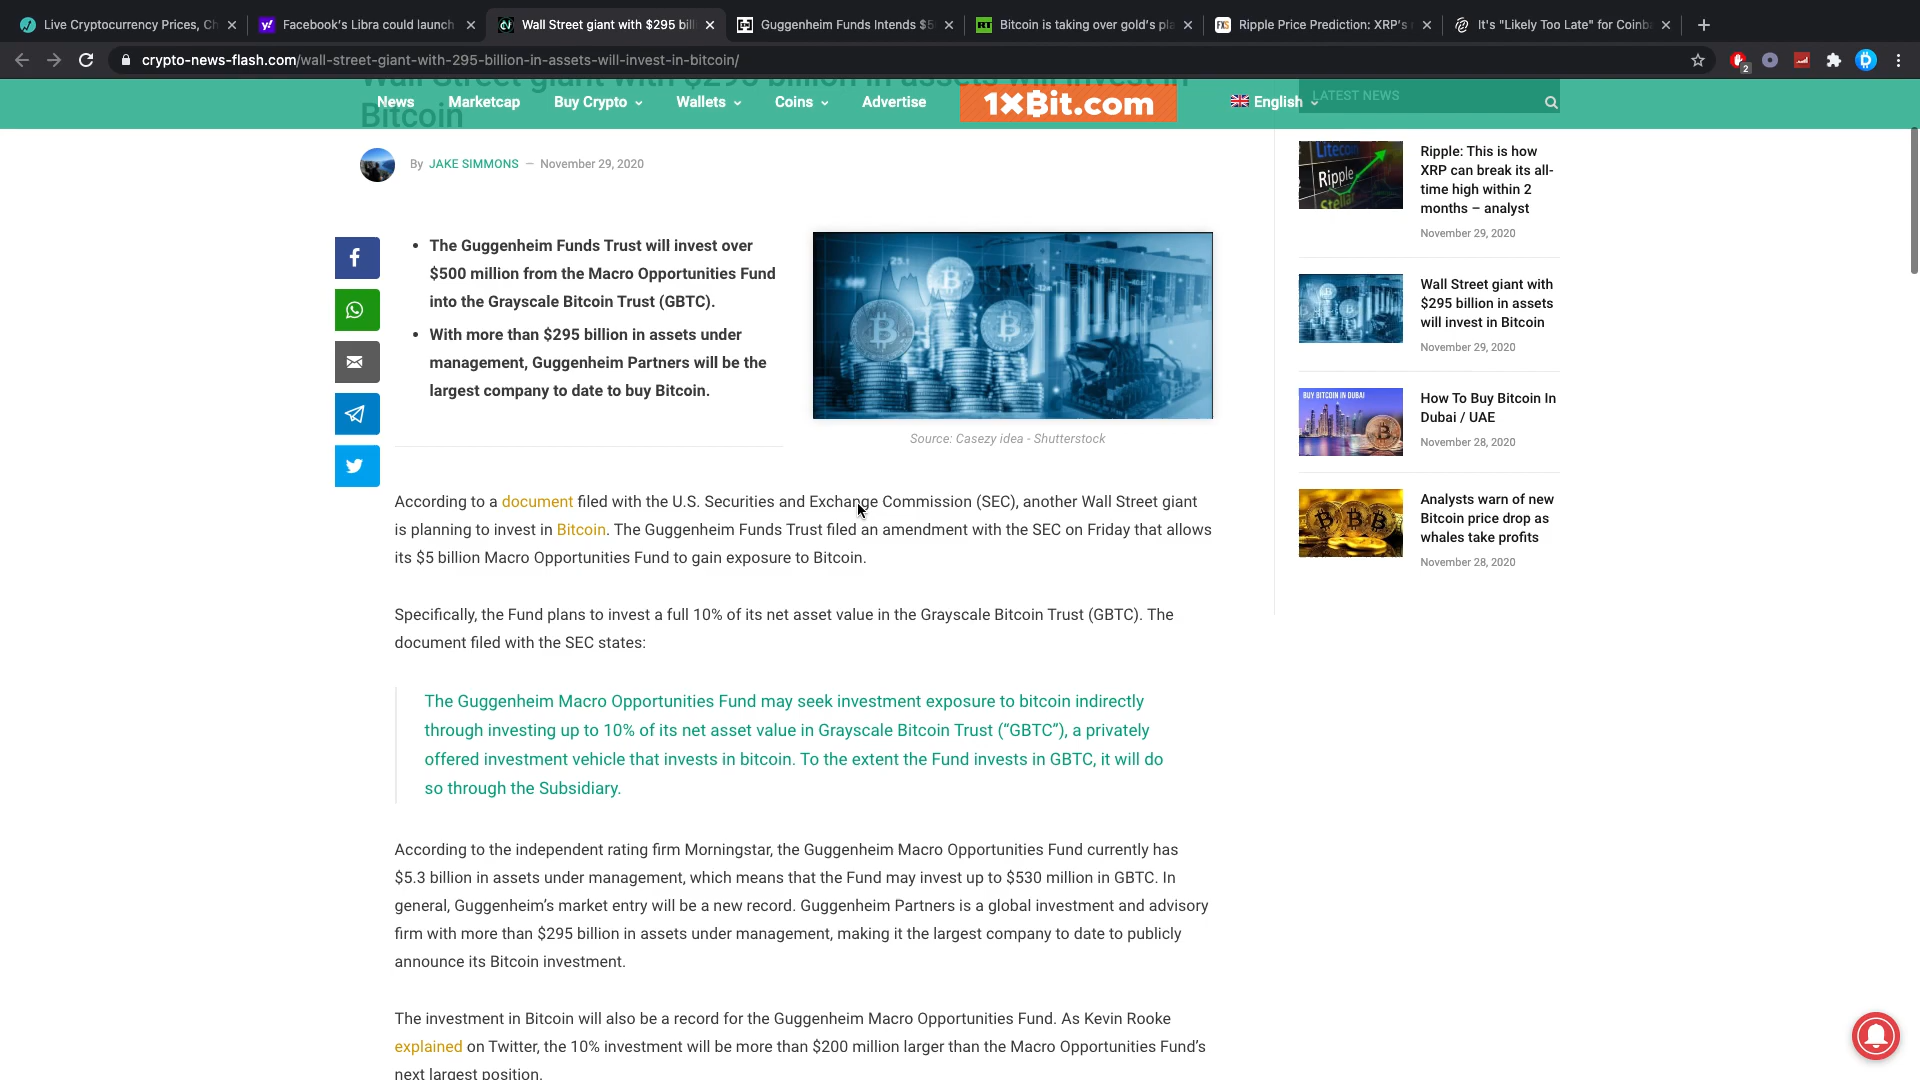 Live Cryptocurrency Prices, Ch
Facebook's Libra could launch
Wall Street giant with $295 bill
Guggenheim Funds Intends $5
Bitcoin is taking over gold's pla
Ripple Price Prediction: XRP's
It's "Likely Too Late" for Coinb
crypto-news-flash.com/wall-street-giant-with-295-billion-in-assets-will-invest-in-bitcoin/
2
Wall Street giant with $295 billion in assets will invest in
Bitcoin
News
Marketcap
Buy Crypto
Wallets
Coins
Advertise
1XBit.com
English
LATEST NEWS
By JAKE SIMMONS — November 29, 2020
• The Guggenheim Funds Trust will invest over
$500 million from the Macro Opportunities Fund
into the Grayscale Bitcoin Trust (GBTC).
• With more than $295 billion in assets under
management, Guggenheim Partners will be the
largest company to date to buy Bitcoin.
Source: Casezy idea - Shutterstock
According to a document filed with the U.S. Securities and Exchange Commission (SEC), another Wall Street giant
is planning to invest in Bitcoin. The Guggenheim Funds Trust filed an amendment with the SEC on Friday that allows
its $5 billion Macro Opportunities Fund to gain exposure to Bitcoin.
Specifically, the Fund plans to invest a full 10% of its net asset value in the Grayscale Bitcoin Trust (GBTC). The
document filed with the SEC states:
The Guggenheim Macro Opportunities Fund may seek investment exposure to bitcoin indirectly
through investing up to 10% of its net asset value in Grayscale Bitcoin Trust (“GBTC”), a privately
offered investment vehicle that invests in bitcoin. To the extent the Fund invests in GBTC, it will do
so through the Subsidiary.
According to the independent rating firm Morningstar, the Guggenheim Macro Opportunities Fund currently has
$5.3 billion in assets under management, which means that the Fund may invest up to $530 million in GBTC. In
general, Guggenheim’s market entry will be a new record. Guggenheim Partners is a global investment and advisory
firm with more than $295 billion in assets under management, making it the largest company to date to publicly
announce its Bitcoin investment.
The investment in Bitcoin will also be a record for the Guggenheim Macro Opportunities Fund. As Kevin Rooke
explained on Twitter, the 10% investment will be more than $200 million larger than the Macro Opportunities Fund’s
next largest position.
Litecoin
Ripple
Stellar
Ripple: This is how
XRP can break its all-
time high within 2
months – analyst
November 29, 2020
Wall Street giant with
$295 billion in assets
will invest in Bitcoin
November 29, 2020
BUY BITCOIN IN DUBAI
How To Buy Bitcoin In
Dubai / UAE
November 28, 2020
Analysts warn of new
Bitcoin price drop as
whales take profits
November 28, 2020